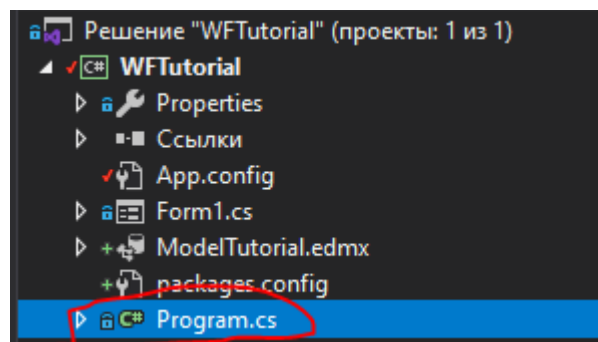 Решение "WFTutorial" (проекты: 1 из 1)
C# WFTutorial
Properties
Ссылки
App.config
Form1.cs
ModelTutorial.edmx
packages.config
C# Program.cs